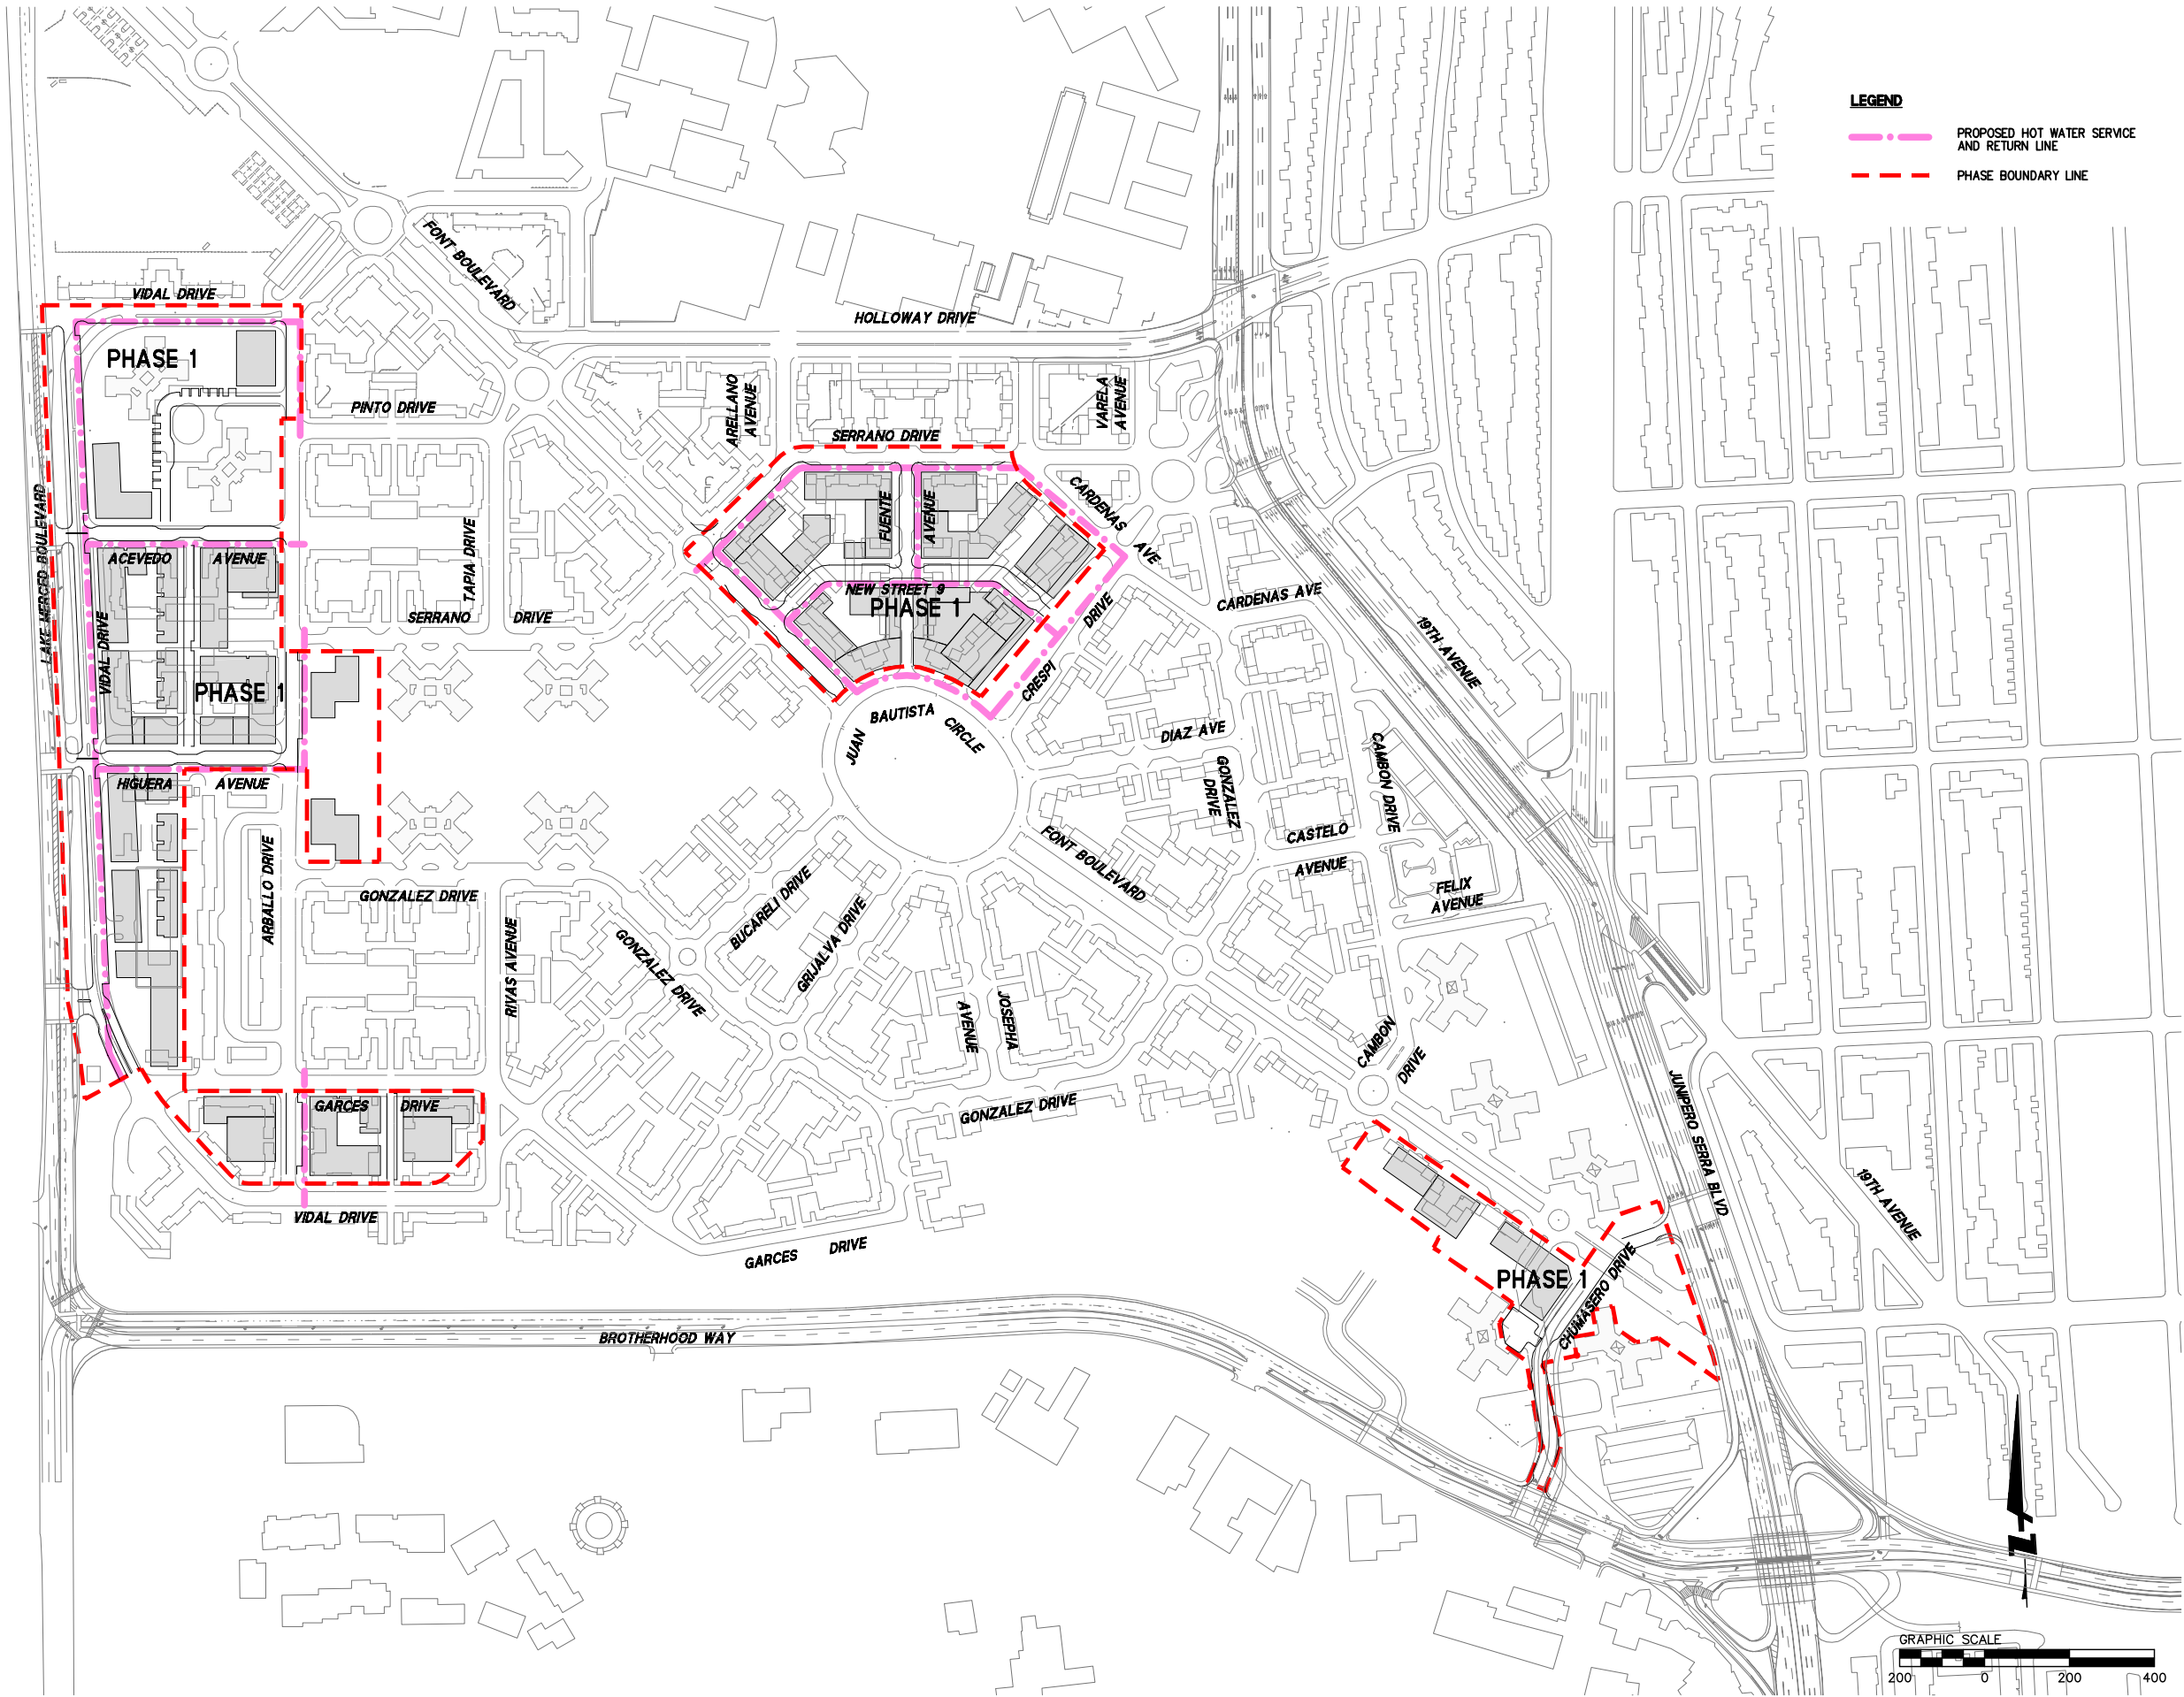 LEGEND
PROPOSED HOT WATER SERVICE
AND RETURN LINE
PHASE BOUNDARY LINE
FONT BOULEVARD
VIDAL DRIVE
HOLLOWAY DRIVE
PHASE 1
PINTO DRIVE
ARELLANO
AVENUE
VARELA
AVENUE
SERRANO DRIVE
LAKE MERCED BOULEVARD
CARDENAS
AVE
FUENTE
AVENUE
TAPIA DRIVE
ACEVEDO
AVENUE
NEW STREET 9
PHASE 1
CARDENAS AVE
SERRANO
DRIVE
DRIVE
CRESPI
VIDAL DRIVE
19TH AVENUE
PHASE 1
BAUTISTA
JUAN
CIRCLE
DIAZ AVE
CAMBON DRIVE
GONZALEZ
DRIVE
HIGUERA
AVENUE
CASTELO
AVENUE
ARBALLO DRIVE
FONT BOULEVARD
FELIX
AVENUE
GONZALEZ DRIVE
BUCARELI DRIVE
GRIJALVA DRIVE
RIVAS AVENUE
GONZALEZ DRIVE
AVENUE
JOSEPHA
CAMBON
DRIVE
JUNIPERO SERRA BLVD
GARCES
DRIVE
GONZALEZ DRIVE
19TH AVENUE
VIDAL DRIVE
GARCES
DRIVE
PHASE 1
CHUMASERO DRIVE
BROTHERHOOD WAY
N
GRAPHIC SCALE
200
0
200
400